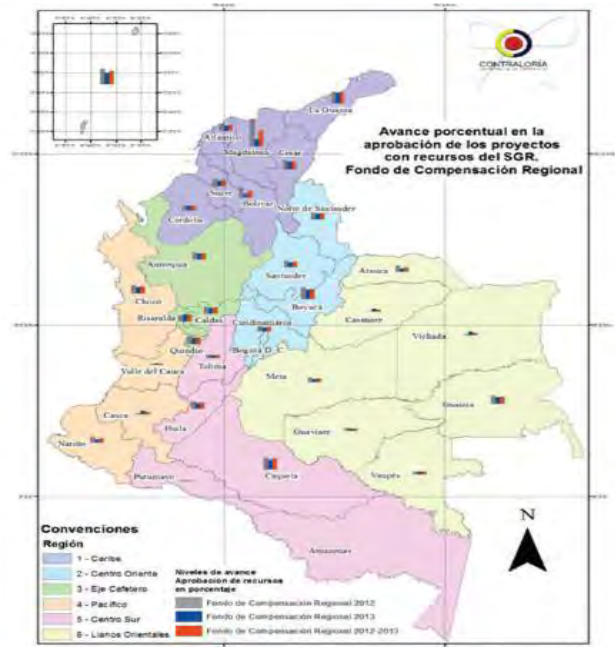 CONTRALORÍA
Avance porcentual en la
aprobación de los proyectos
con recursos del SGR.
Fondo de Compensación Regional
La Guajira
Atlántico
Magdalena
Cesar
Sucre
Bolívar
Córdoba
Norte de Santander
Antioquia
Santander
Arauca
Chocó
Boyacá
Risaralda
Caldas
Cundinamarca
Casanare
Vichada
Quindío
Bogotá D. C.
Tolima
Valle del Cauca
Meta
Guainía
Cauca
Huila
Guaviare
Nariño
Caquetá
Vaupés
Putumayo
Amazonas
N
Convenciones
Región
1 - Caribe
2 - Centro Oriente
3 - Eje Cafetero
4 - Pacífico
5 - Centro Sur
6 - Llanos Orientales
Niveles de avance
Aprobación de recursos
en porcentaje
Fondo de Compensación Regional 2012
Fondo de Compensación Regional 2013
Fondo de Compensación Regional 2012-2013